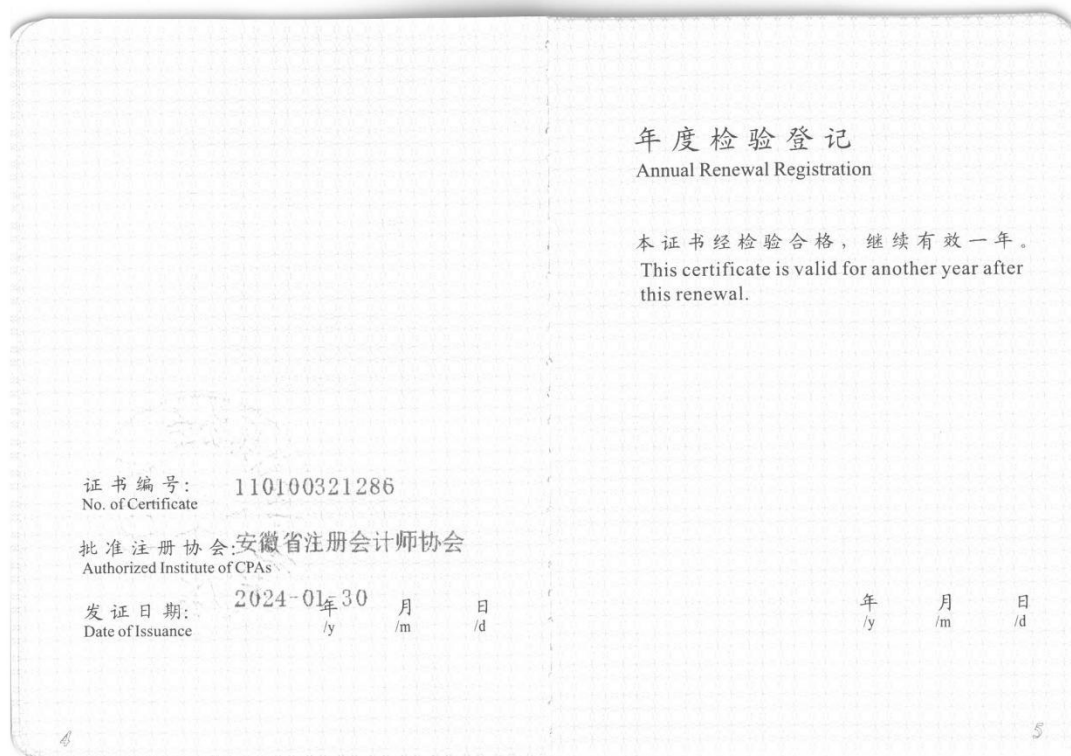 证书编号: 110100321286
No. of Certificate
批准注册协会: 安徽省注册会计师协会
Authorized Institute of CPAs
发证日期: 2024-01-30 年 月 日
Date of Issuance /y /m /d
4
年度检验登记
Annual Renewal Registration
本证书经检验合格，继续有效一年。
This certificate is valid for another year after
this renewal.
年 月 日
/y /m /d
5